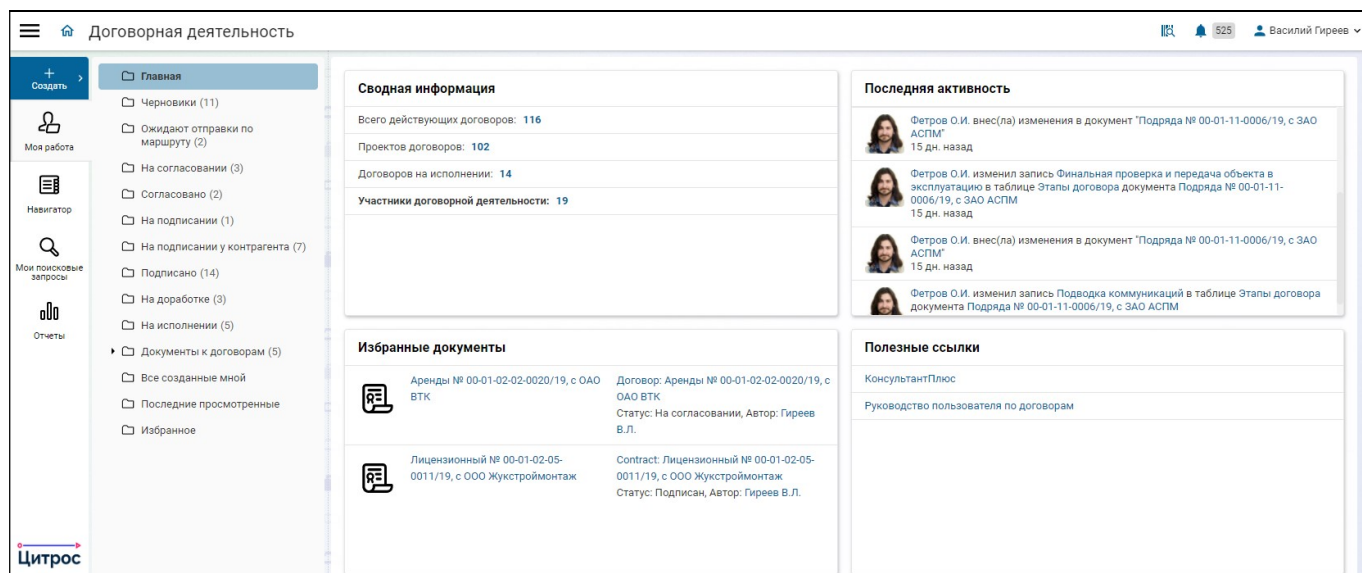 Договорная деятельность
525
Василий Гиреев
+
Создать
Моя работа
Навигатор
Мои поисковые
запросы
Отчеты
Цитрос
Главная
Черновики (11)
Ожидают отправки по
маршруту (2)
На согласовании (3)
Согласовано (2)
На подписании (1)
На подписании у контрагента (7)
Подписано (14)
На доработке (3)
На исполнении (5)
Документы к договорам (5)
Все созданные мной
Последние просмотренные
Избранное
Сводная информация
Всего действующих договоров: 116
Проектов договоров: 102
Договоров на исполнении: 14
Участники договорной деятельности: 19
Последняя активность
Фетров О.И. внес(ла) изменения в документ "Подряда № 00-01-11-0006/19, с ЗАО
АСПМ"
15 дн. назад
Фетров О.И. изменил запись Финальная проверка и передача объекта в
эксплуатацию в таблице Этапы договора документа Подряда № 00-01-11-
0006/19, с ЗАО АСПМ
15 дн. назад
Фетров О.И. внес(ла) изменения в документ "Подряда № 00-01-11-0006/19, с ЗАО
АСПМ"
15 дн. назад
Фетров О.И. изменил запись Подводка коммуникаций в таблице Этапы договора
документа Подряда № 00-01-11-0006/19, с ЗАО АСПМ
Избранные документы
Аренды № 00-01-02-02-0020/19, с ОАО
ВТК
Договор: Аренды № 00-01-02-02-0020/19, с
ОАО ВТК
Статус: На согласовании, Автор: Гиреев
В.Л.
Лицензионный № 00-01-02-05-
0011/19, с ООО Жукстроймонтаж
Contract: Лицензионный № 00-01-02-05-
0011/19, с ООО Жукстроймонтаж
Статус: Подписан, Автор: Гиреев В.Л.
Полезные ссылки
КонсультантПлюс
Руководство пользователя по договорам